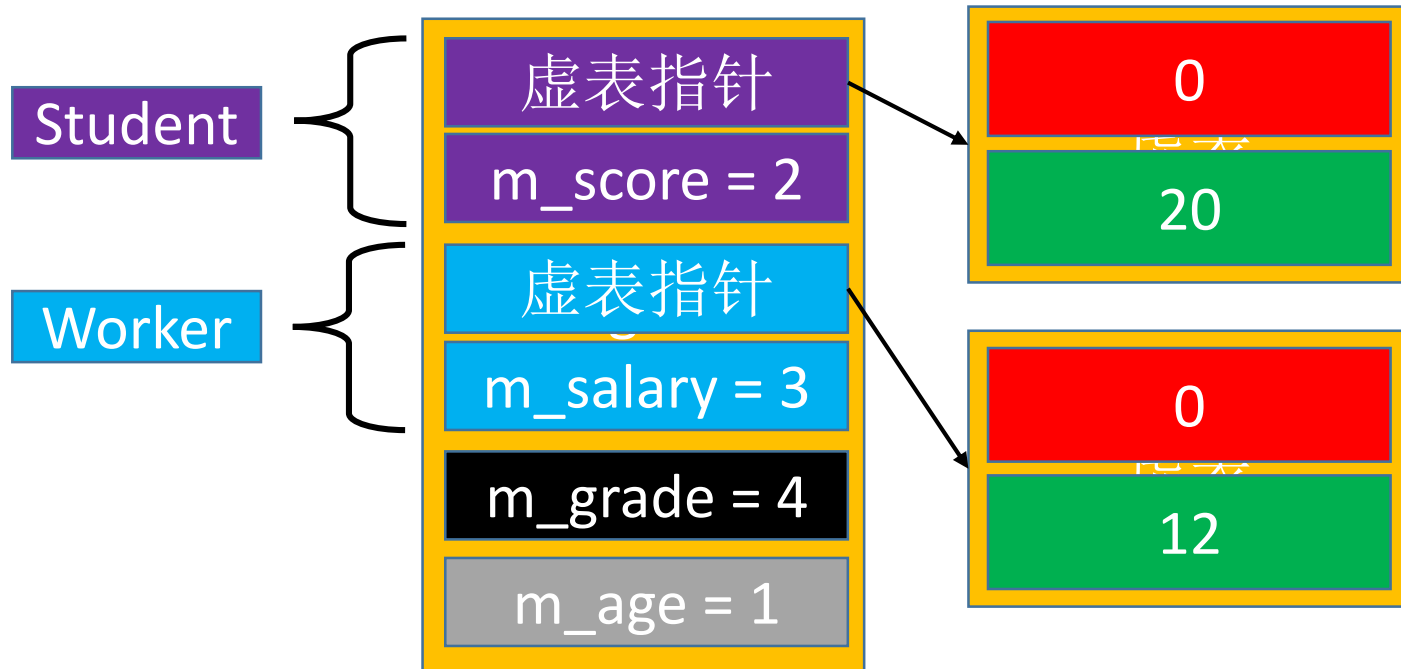 Student
虚表指针
m_score = 2
Worker
虚表指针
m_salary = 3
m_grade = 4
m_age = 1
0
20
0
12